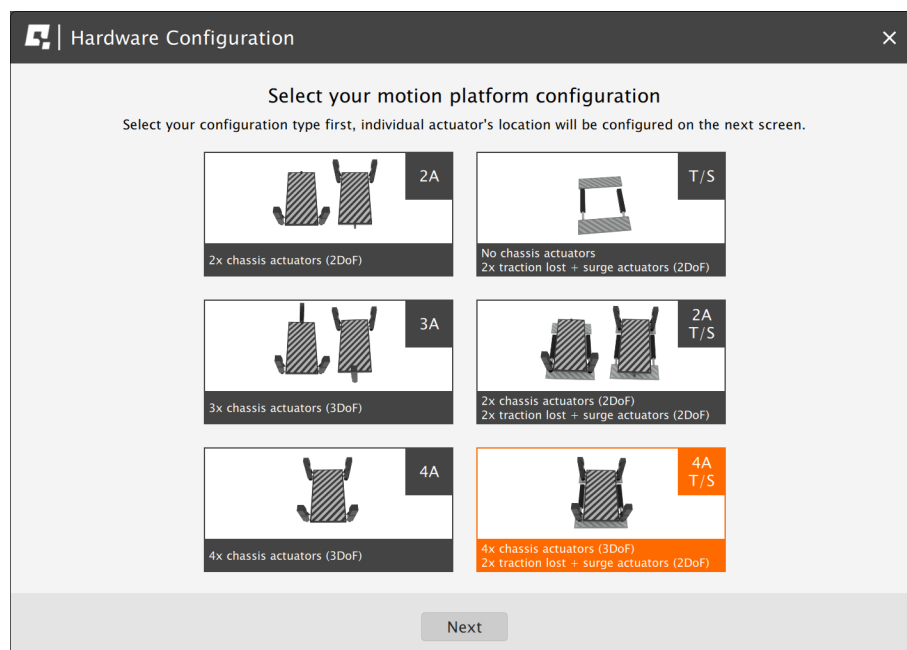 Hardware Configuration
Select your motion platform configuration
Select your configuration type first, individual actuator's location will be configured on the next screen.
2A
2x chassis actuators (2DoF)
T/S
No chassis actuators
2x traction lost + surge actuators (2DoF)
3A
3x chassis actuators (3DoF)
2A
T/S
2x chassis actuators (2DoF)
2x traction lost + surge actuators (2DoF)
4A
4x chassis actuators (3DoF)
4A
T/S
4x chassis actuators (3DoF)
2x traction lost + surge actuators (2DoF)
Next